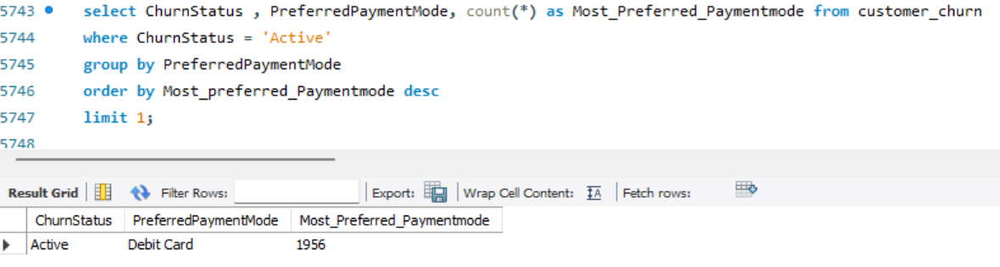 5743 select ChurnStatus , PreferredPaymentMode, count(*) as Most_Preferred_Paymentmode from customer_churn
5744 where ChurnStatus = 'Active'
5745 group by PreferredPaymentMode
5746 order by Most_preferred_Paymentmode desc
5747 limit 1;
5748
Result Grid Filter Rows: Export: Wrap Cell Content: IA Fetch rows:
ChurnStatus PreferredPaymentMode Most_Preferred_Paymentmode
Active Debit Card 1956